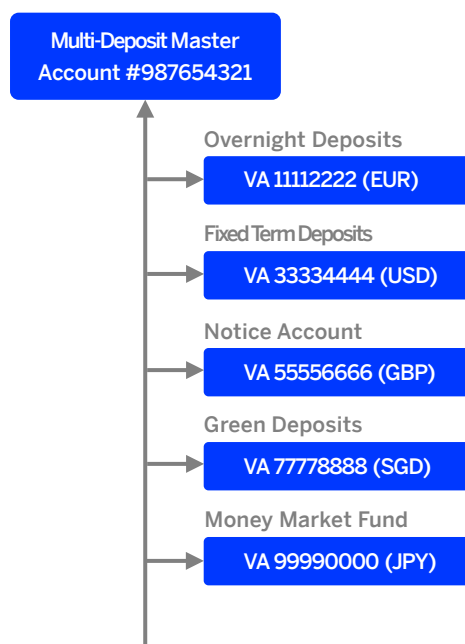 Multi-Deposit Master
Account #987654321
Overnight Deposits
VA 11112222 (EUR)
Fixed Term Deposits
VA 33334444 (USD)
Notice Account
VA 55556666 (GBP)
Green Deposits
VA 77778888 (SGD)
Money Market Fund
VA 99990000 (JPY)